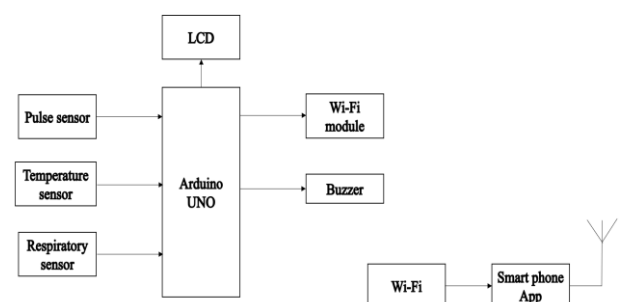 LCD
Pulse sensor
Wi-Fi
module
Temperature
sensor
Arduino
UNO
Buzzer
Respiratory
sensor
Wi-Fi
Smart phone
App